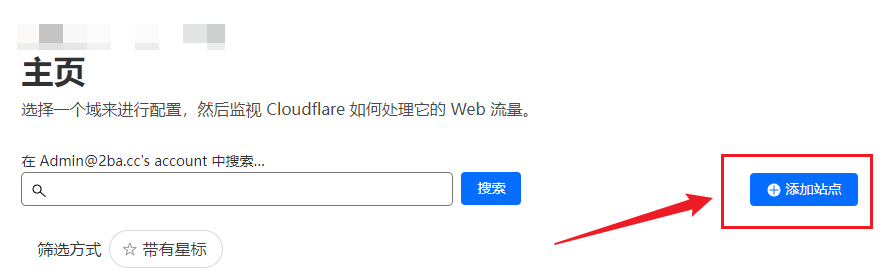 主页
选择一个域来进行配置，然后监视 Cloudflare 如何处理它的 Web 流量。
在 Admin@2ba.cc's account 中搜索...
搜索
添加站点
筛选方式 带有星标